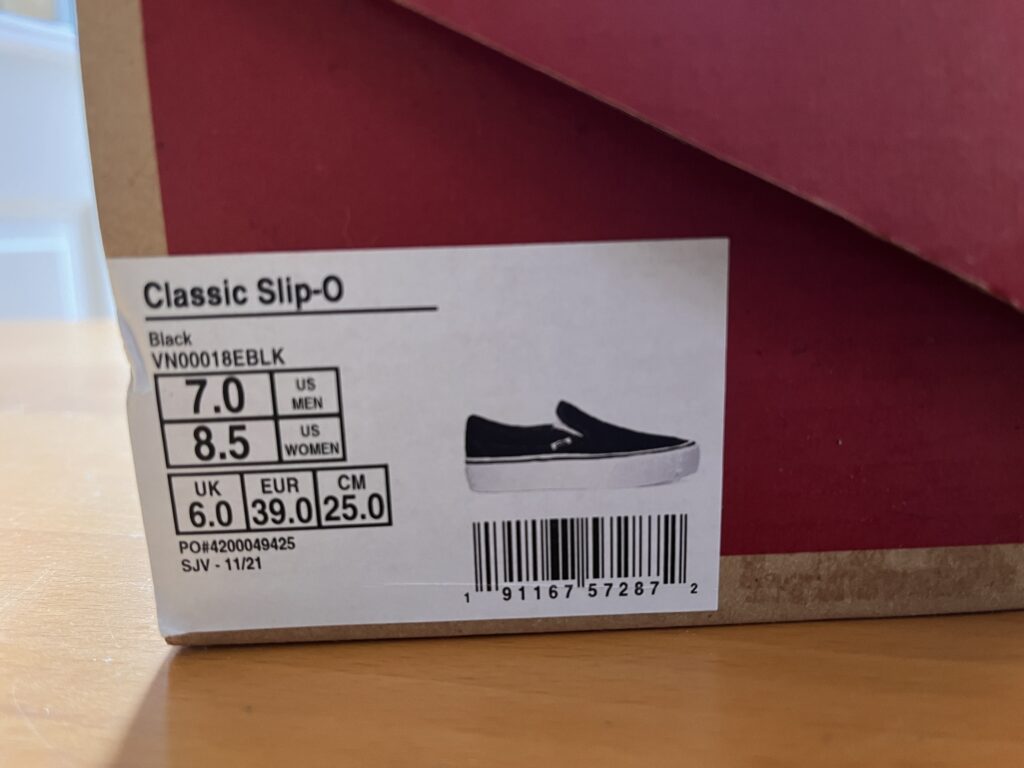 Classic Slip-O
Black
VN00018EBLK
7.0 US MEN
8.5 US WOMEN
UK EUR CM
6.0 39.0 25.0
PO#4200049425
SJV - 11/21
1 91167 57287 2